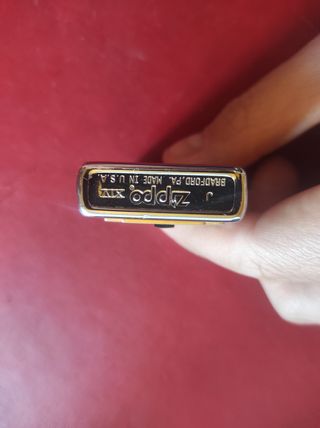 J Zippo® XIV
BRADFORD,PA. MADE IN U.S.A.